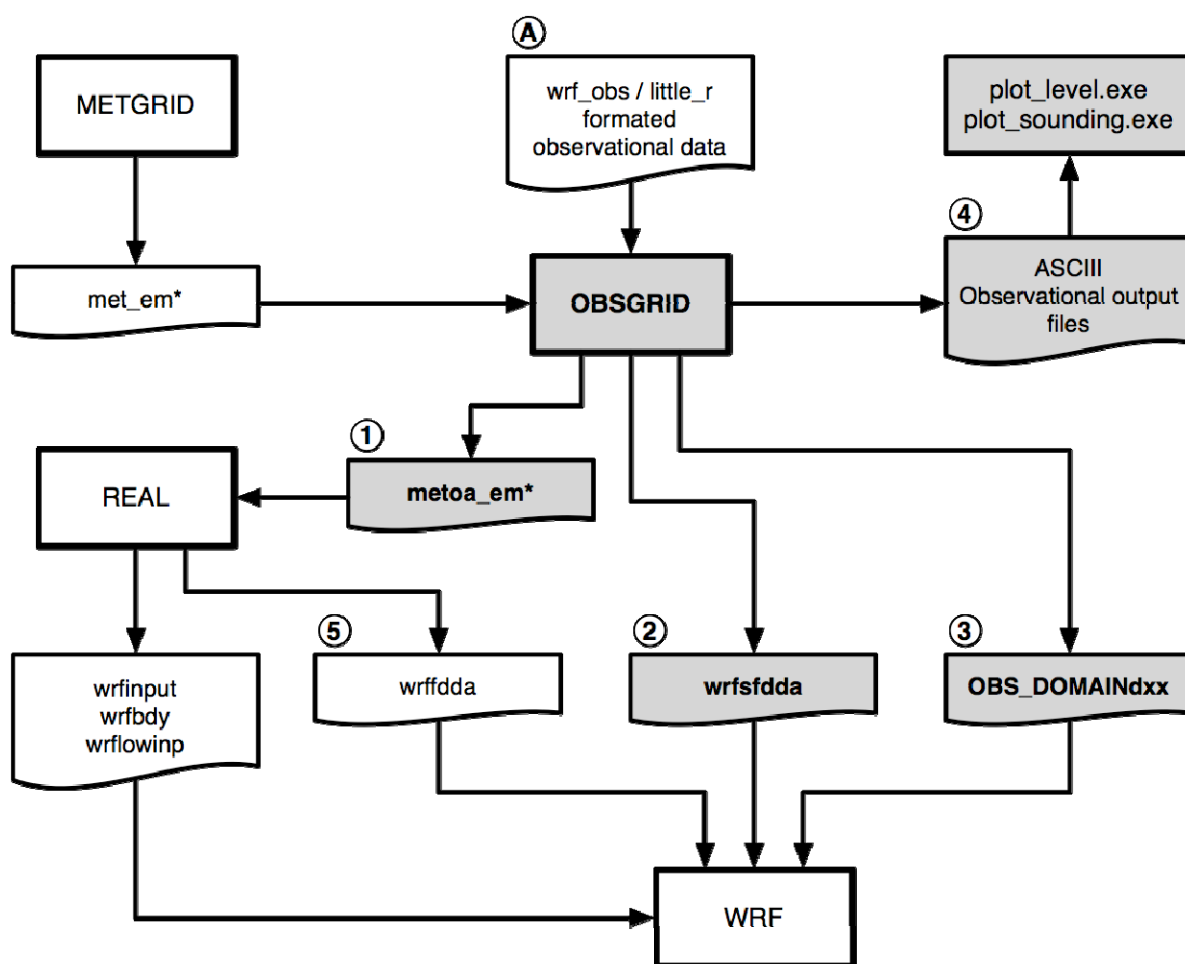 A
METGRID
wrf_obs / little_r
formated
observational data
plot_level.exe
plot_sounding.exe
4
met_em*
OBSGRID
ASCIII
Observational output
files
1
REAL
metoa_em*
5
2
3
wrfinput
wrfbdy
wrflowinp
wrffdda
wrfsfdda
OBS_DOMAINdxx
WRF